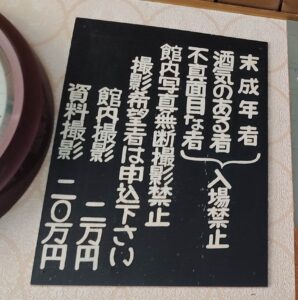 未成年者
酒気のある者
不真面目な者
入場禁止
館内写真無断撮影禁止
撮影希望者は申込下さい
館内撮影 二万円
資料撮影 二〇万円